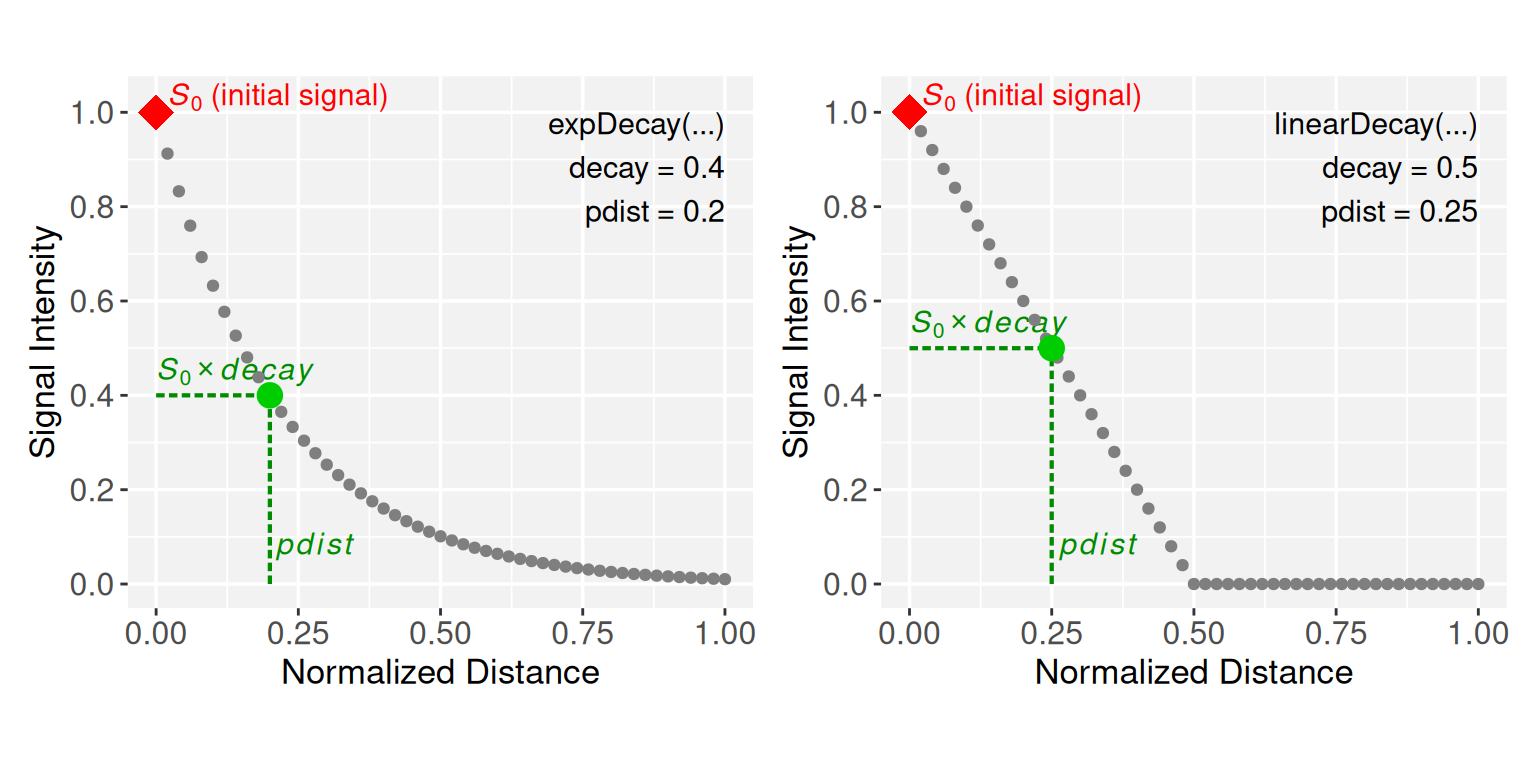 S₀ (initial signal)
expDecay(...)
decay = 0.4
pdist = 0.2
S₀ × decay
pdist
1.0
0.8
0.6
0.4
0.2
0.0
Signal Intensity
0.00 0.25 0.50 0.75 1.00
Normalized Distance
S₀ (initial signal)
linearDecay(...)
decay = 0.5
pdist = 0.25
S₀ × decay
pdist
1.0
0.8
0.6
0.4
0.2
0.0
Signal Intensity
0.00 0.25 0.50 0.75 1.00
Normalized Distance